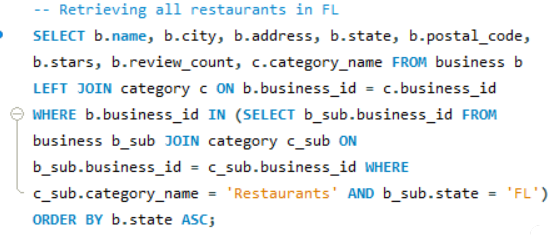 -- Retrieving all restaurants in FL
SELECT b.name, b.city, b.address, b.state, b.postal_code,
b.stars, b.review_count, c.category_name FROM business b
LEFT JOIN category c ON b.business_id = c.business_id
WHERE b.business_id IN (SELECT b_sub.business_id FROM
business b_sub JOIN category c_sub ON
b_sub.business_id = c_sub.business_id WHERE
c_sub.category_name = 'Restaurants' AND b_sub.state = 'FL')
ORDER BY b.state ASC;